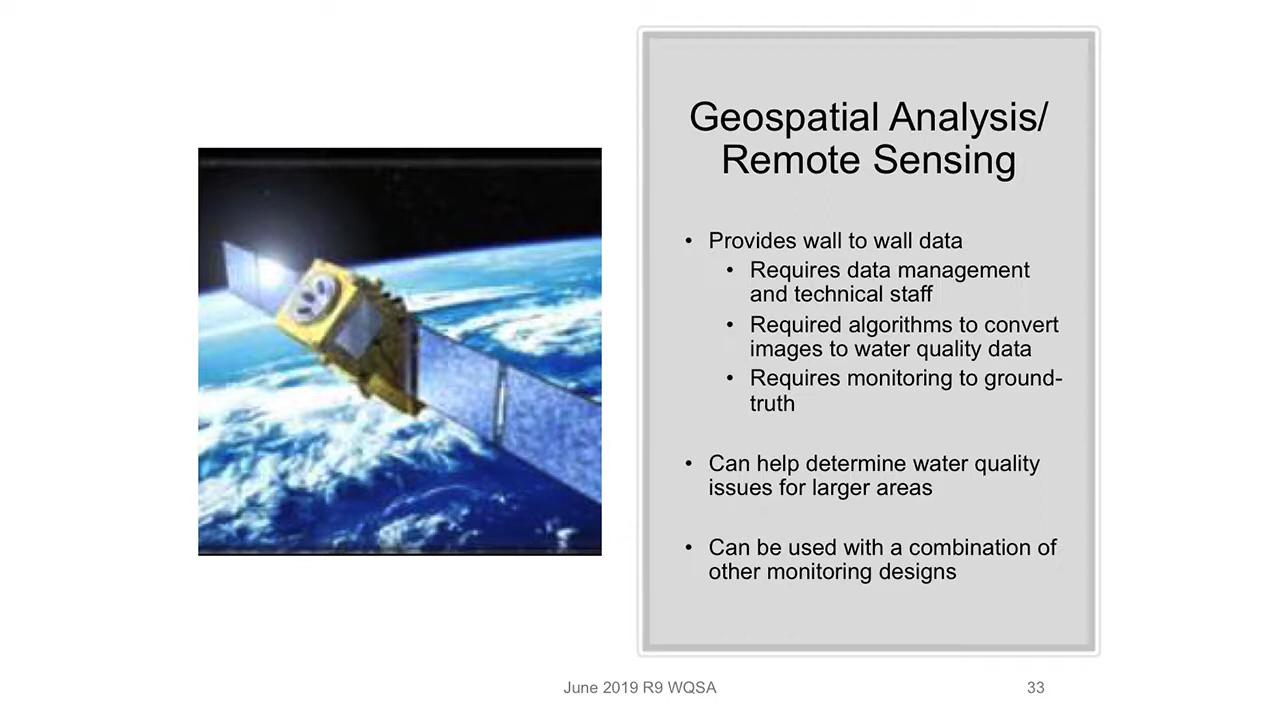 Geospatial Analysis/
Remote Sensing
• Provides wall to wall data
• Requires data management
and technical staff
• Required algorithms to convert
images to water quality data
• Requires monitoring to ground-
truth
• Can help determine water quality
issues for larger areas
• Can be used with a combination of
other monitoring designs
June 2019 R9 WQSA
33